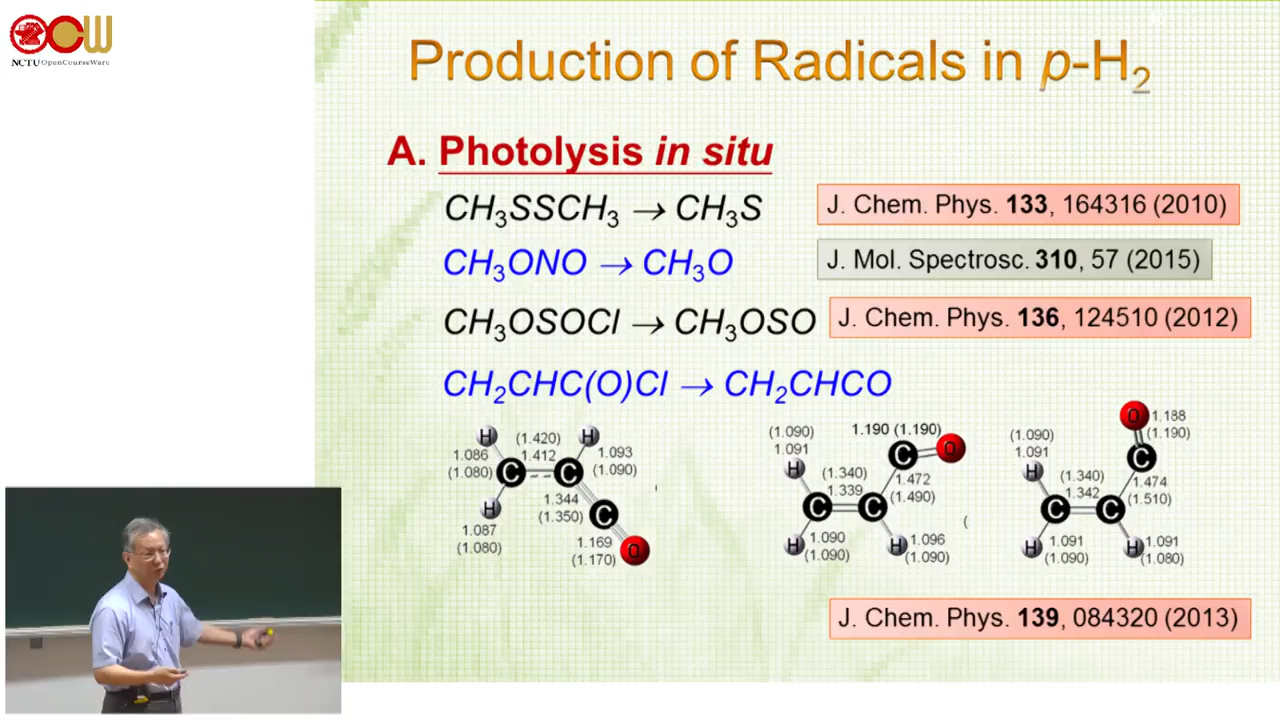 NCTU OpenCourseWare
Production of Radicals in p-H2
A. Photolysis in situ
CH3SSCH3 → CH3S
J. Chem. Phys. 133, 164316 (2010)
CH3ONO → CH3O
J. Mol. Spectrosc. 310, 57 (2015)
CH3OSOCl → CH3OSO
J. Chem. Phys. 136, 124510 (2012)
CH2CHC(O)Cl → CH2CHCO
H
(1.420)
1.412
H
1.086
(1.080)
1.093
(1.090)
C
C
H
1.344
(1.350)
C
1.087
(1.080)
1.169
(1.170)
O
(1.090)
1.091
1.190 (1.190)
H
C
O
(1.340)
1.339
1.472
(1.490)
C
C
H
1.090
(1.090)
H
1.096
(1.090)
(
O
1.188
(1.190)
(1.090)
1.091
C
H
(1.340)
1.342
1.474
(1.510)
C
C
H
1.091
(1.090)
H
1.091
(1.080)
J. Chem. Phys. 139, 084320 (2013)